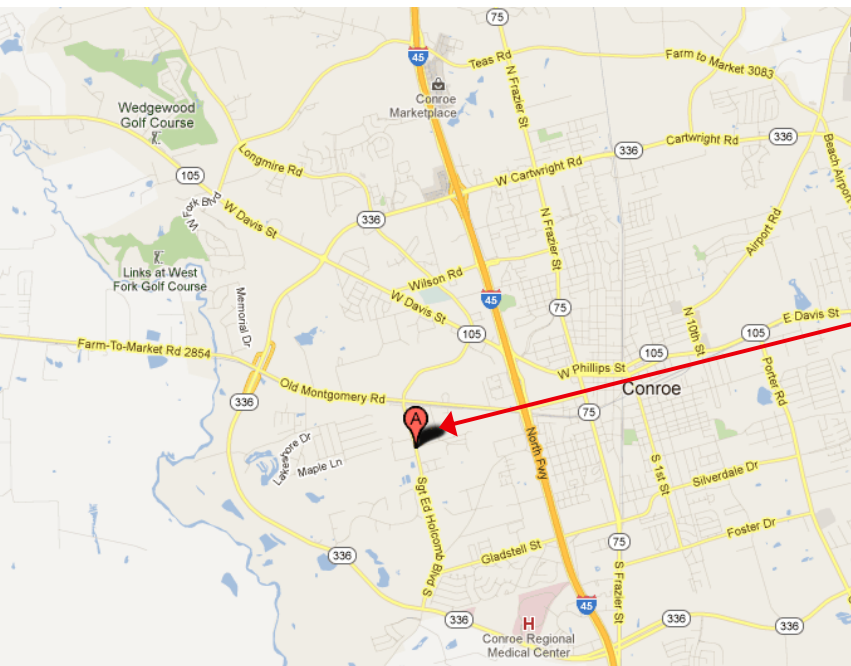 75
45
Teas Rd
Farm to Market 3083
N Frazier St
Conroe
Marketplace
Wedgewood
Golf Course
336
Cartwright Rd
336
Beach Airpor
Longmire Rd
W Cartwright Rd
105
W Fork Blvd
W Davis St
336
N Frazier St
Airport Rd
Links at West
Fork Golf Course
Wilson Rd
Memorial Dr
W Davis St
45
75
N 10th St
E Davis St
105
105
105
Farm-To-Market Rd 2854
W Phillips St
Porter Rd
Old Montgomery Rd
Conroe
336
A
75
North Fwy
Lakeshore Dr
Maple Ln
S 1st St
Silverdale Dr
Sgt Ed Holcomb Blvd S
Foster Dr
75
Gladstell St
336
S Frazier St
45
336
336
336
H
Conroe Regional
Medical Center